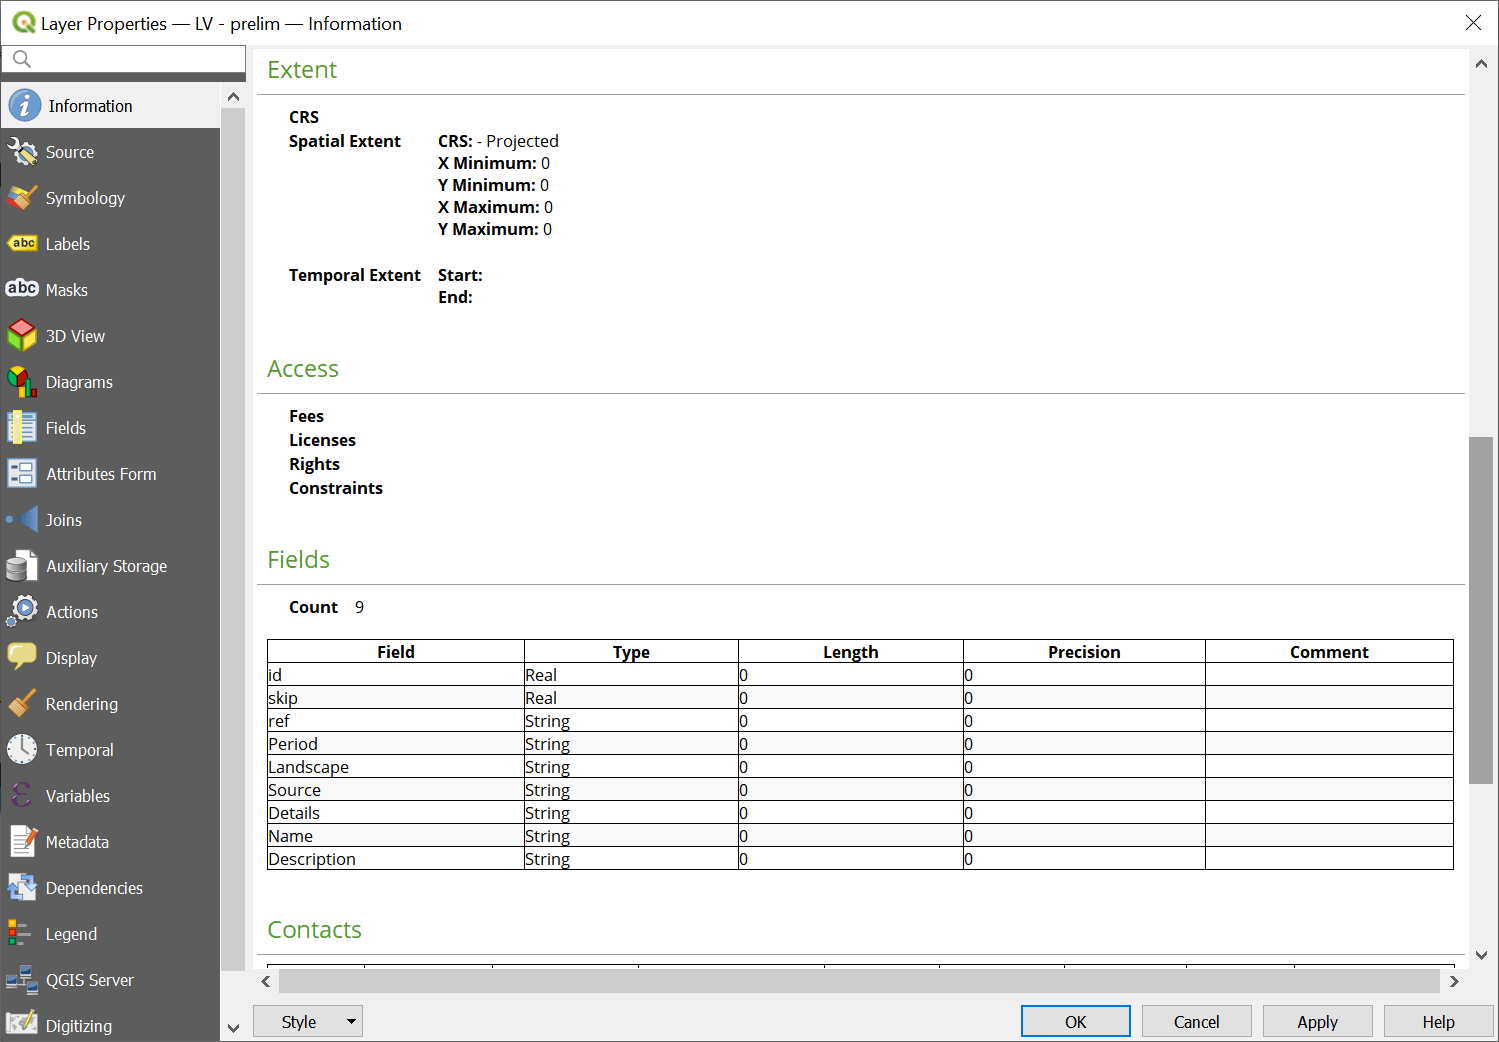 Layer Properties — LV - prelim — Information
Information
Source
Symbology
abc Labels
abc Masks
3D View
Diagrams
Fields
Attributes Form
Joins
Auxiliary Storage
Actions
Display
Rendering
Temporal
Variables
Metadata
Dependencies
Legend
QGIS Server
Digitizing
Extent
CRS
Spatial Extent CRS: - Projected
X Minimum: 0
Y Minimum: 0
X Maximum: 0
Y Maximum: 0
Temporal Extent Start:
End:
Access
Fees
Licenses
Rights
Constraints
Fields
Count 9
Field Type Length Precision Comment
id Real 0 0
skip Real 0 0
ref String 0 0
Period String 0 0
Landscape String 0 0
Source String 0 0
Details String 0 0
Name String 0 0
Description String 0 0
Contacts
Style OK Cancel Apply Help